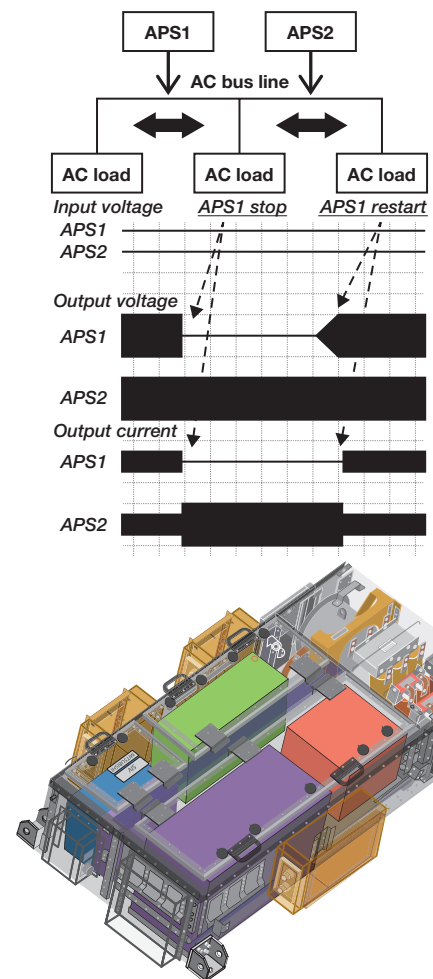 APS1 APS2
AC bus line
AC load AC load AC load
Input voltage APS1 stop APS1 restart
APS1
APS2
Output voltage
APS1
APS2
Output current
APS1
APS2